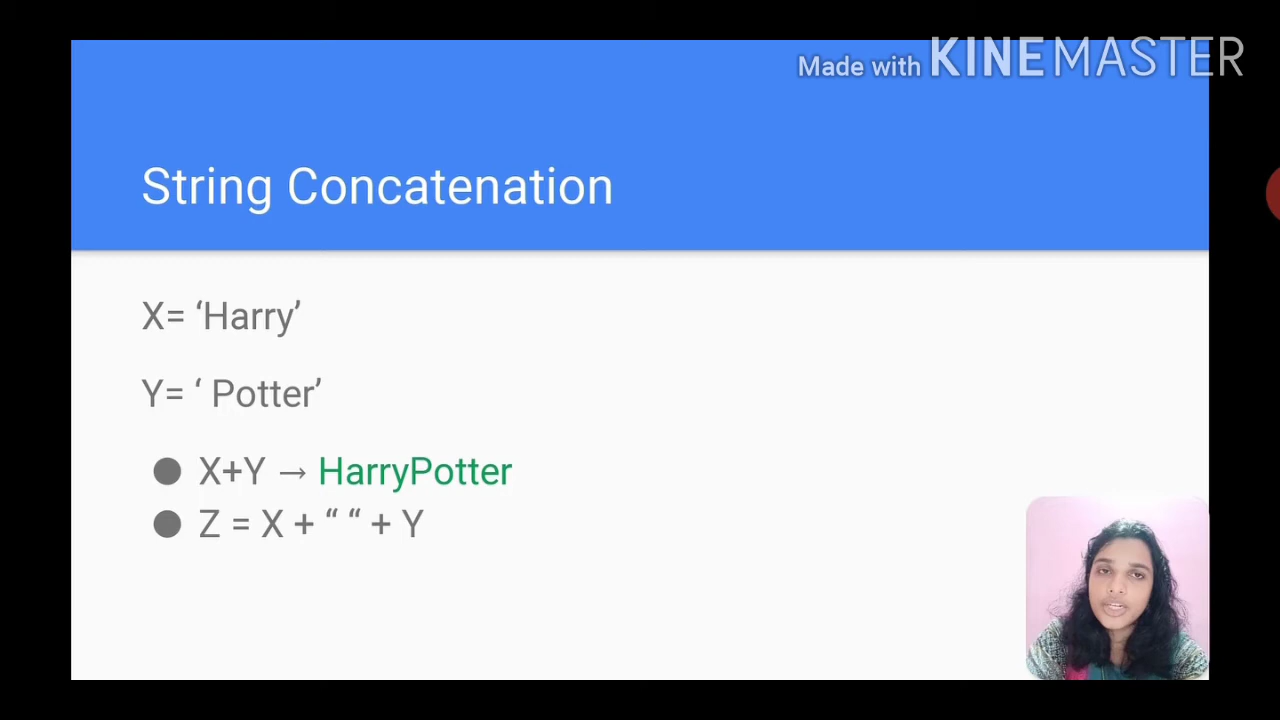 Made with KINEMASTER
String Concatenation
X= ‘Harry’
Y= ‘ Potter’
● X+Y → HarryPotter
● Z = X + “ “ + Y